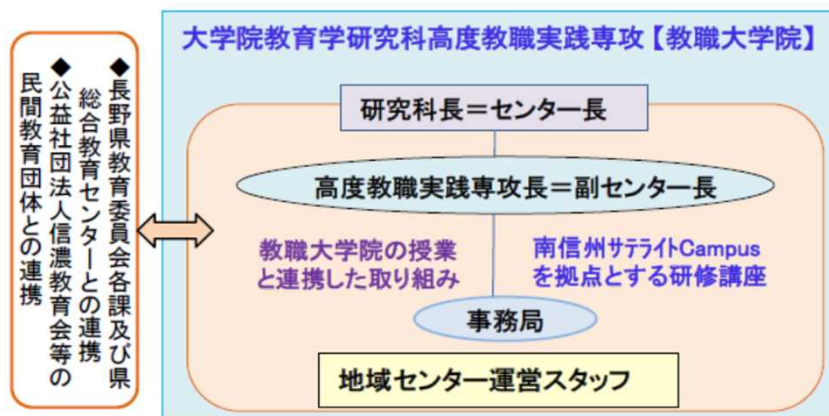 ◆長野県教育委員会各課及び県
総合教育センターとの連携
◆公益社団法人信濃教育会等の
民間教育団体との連携
大学院教育学研究科高度教職実践専攻【教職大学院】
研究科長＝センター長
高度教職実践専攻長＝副センター長
教職大学院の授業
と連携した取り組み
南信州ｻﾃﾗｲﾄCampus
を拠点とする研修講座
事務局
地域センター運営スタッフ